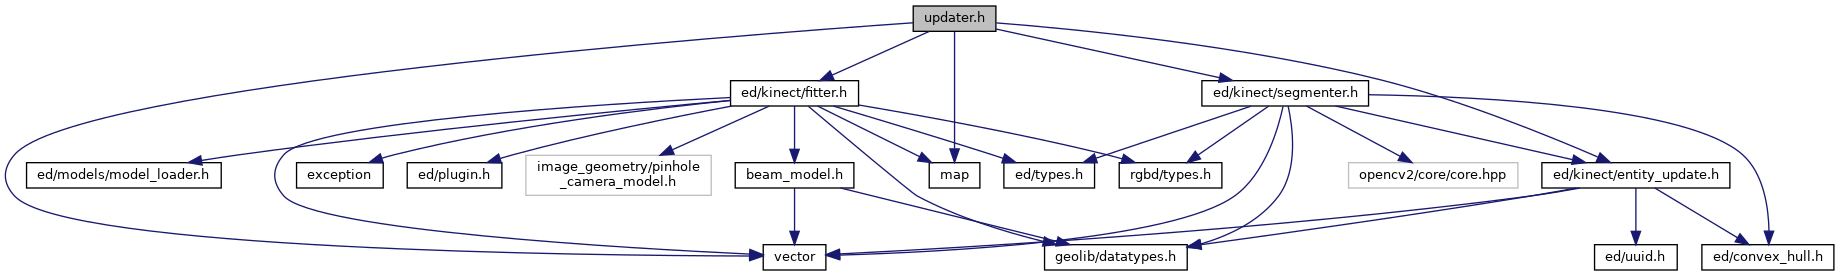 updater.h
ed/kinect/fitter.h
ed/kinect/segmenter.h
ed/models/model_loader.h
exception
ed/plugin.h
image_geometry/pinhole
_camera_model.h
beam_model.h
map
ed/types.h
rgbd/types.h
opencv2/core/core.hpp
ed/kinect/entity_update.h
vector
geolib/datatypes.h
ed/uuid.h
ed/convex_hull.h